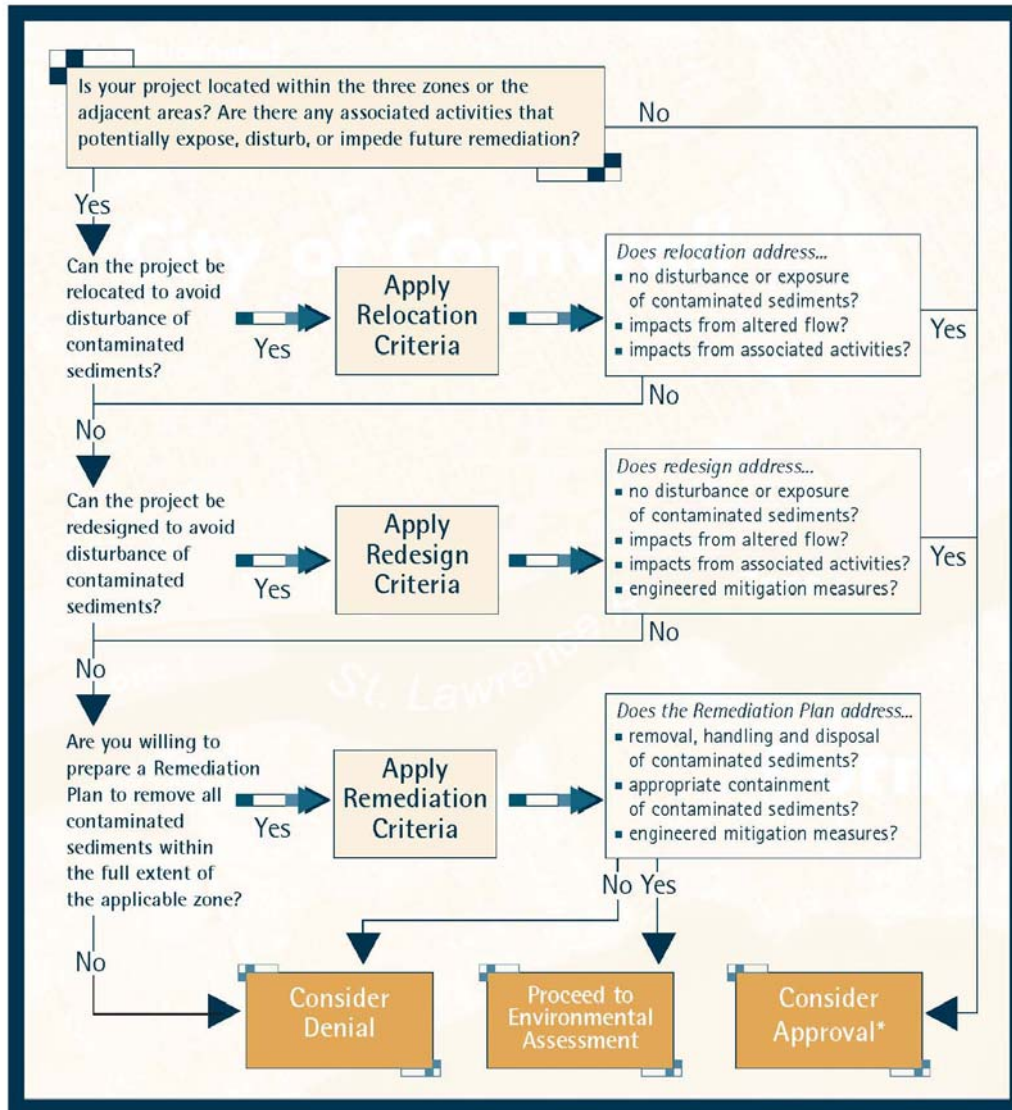 Is your project located within the three zones or the
adjacent areas? Are there any associated activities that
potentially expose, disturb, or impede future remediation?
No
Yes
Can the project be
relocated to avoid
disturbance of
contaminated
sediments?
Yes
Apply
Relocation
Criteria
Does relocation address...
▪ no disturbance or exposure
of contaminated sediments?
▪ impacts from altered flow?
▪ impacts from associated activities?
Yes
No
No
Can the project be
redesigned to avoid
disturbance of
contaminated
sediments?
Yes
Apply
Redesign
Criteria
Does redesign address...
▪ no disturbance or exposure
of contaminated sediments?
▪ impacts from altered flow?
▪ impacts from associated activities?
▪ engineered mitigation measures?
Yes
No
No
St. Lawrence
Are you willing to
prepare a Remediation
Plan to remove all
contaminated
sediments within
the full extent of
the applicable zone?
Yes
Apply
Remediation
Criteria
Does the Remediation Plan address...
▪ removal, handling and disposal
of contaminated sediments?
▪ appropriate containment
of contaminated sediments?
▪ engineered mitigation measures?
No Yes
No
Consider
Denial
Proceed to
Environmental
Assessment
Consider
Approval*